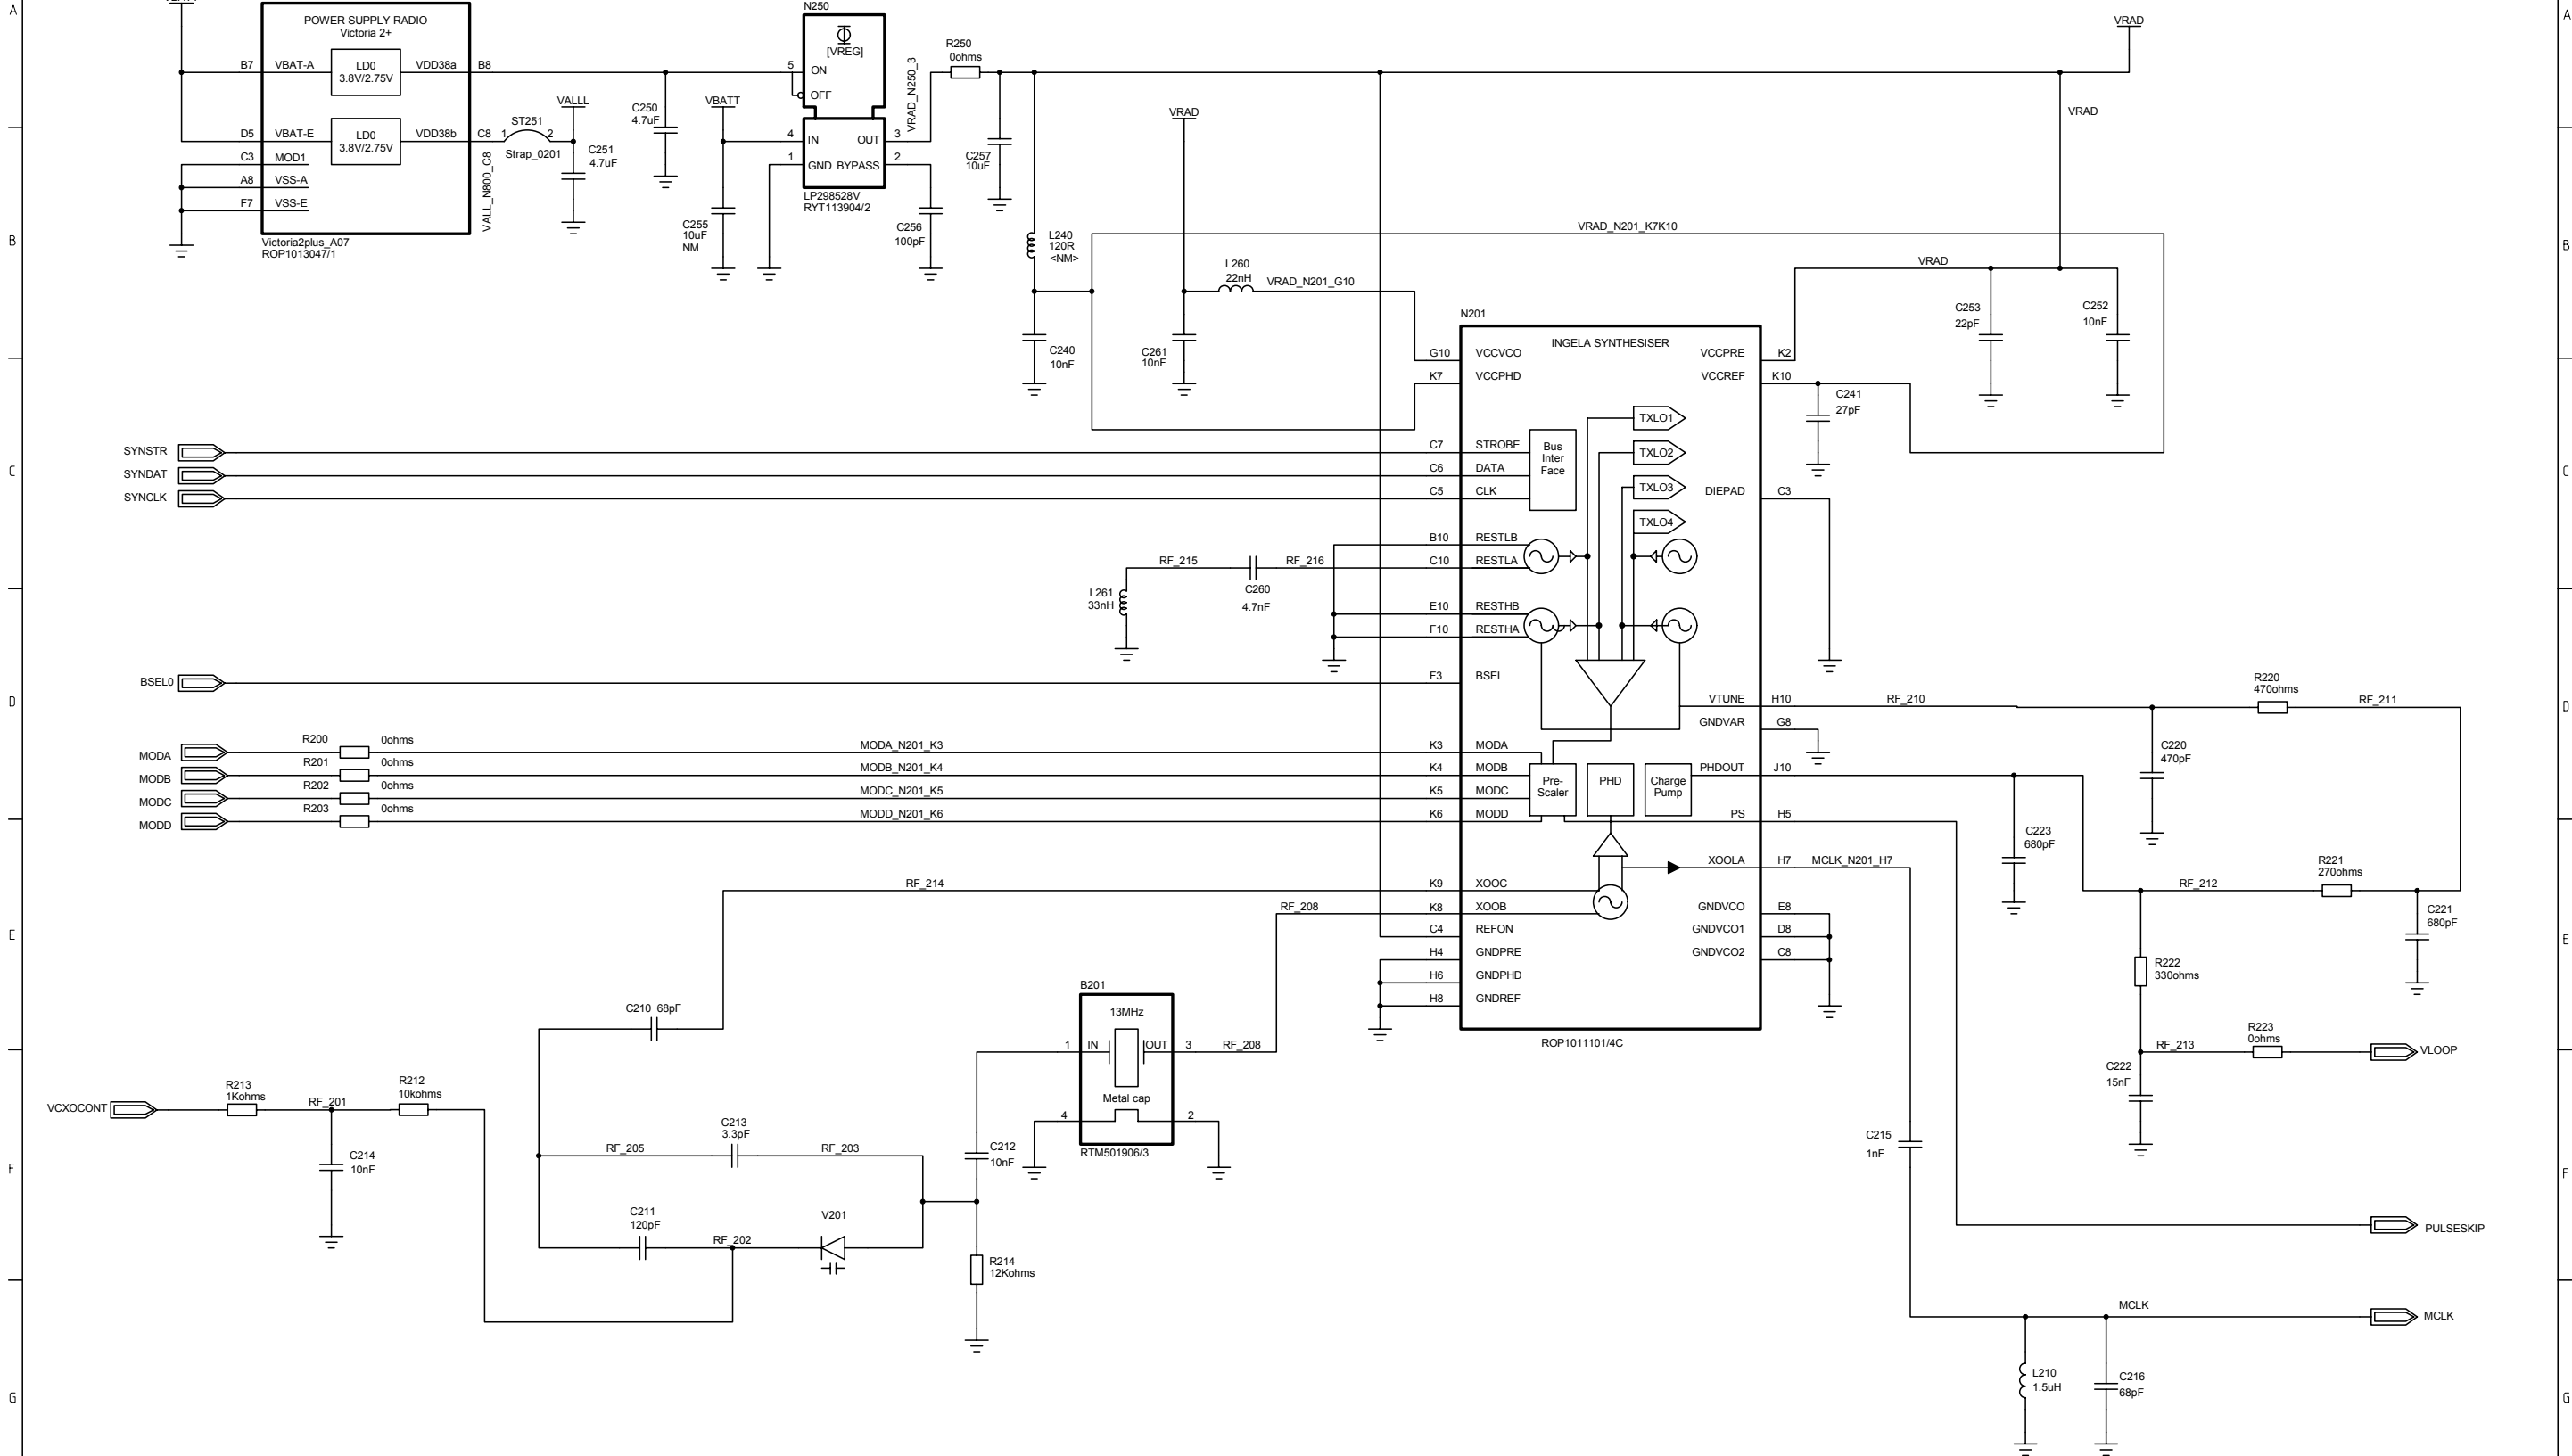 A
A
POWER SUPPLY RADIO
Victoria 2+
B7
VBAT-A
LD0
3.8V/2.75V
VDD38a
B8
D5
VBAT-E
LD0
3.8V/2.75V
VDD38b
C8
C3
MOD1
A8
VSS-A
F7
VSS-E
Victoria2plus_A07
ROP1013047/1
1
ST251
2
Strap_0201
VALLL
C251
4.7uF
VALL_N800_C8
C250
4.7uF
VBATT
C255
10uF
NM
N250
[VREG]
5
ON
OFF
4
IN
OUT
3
1
GND
BYPASS
2
LP298528V
RYT113904/2
VRAD_N250_3
C256
100pF
R250
0ohms
C257
10uF
L240
120R
<NM>
C240
10nF
VRAD
L260
22nH
VRAD_N201_G10
C261
10nF
VRAD_N201_K7K10
VRAD
VRAD
VRAD
C253
22pF
C252
10nF
B
B
N201
INGELA SYNTHESISER
G10
VCCVCO
VCCPRE
K2
K7
VCCPHD
VCCREF
K10
C241
27pF
TXLO1
TXLO2
TXLO3
TXLO4
C
C
SYNSTR
SYNDAT
SYNCLK
C7
STROBE
C6
DATA
C5
CLK
Bus
Inter
Face
DIEPAD
C3
B10
RESTLB
C10
RESTLA
RF_215
RF_216
C260
4.7nF
L261
33nH
E10
RESTHB
F10
RESTHA
BSEL0
F3
BSEL
D
D
VTUNE
H10
RF_210
GNDVAR
G8
R220
470ohms
RF_211
C220
470pF
MODA
R200
0ohms
MODA_N201_K3
K3
MODA
MODB
R201
0ohms
MODB_N201_K4
K4
MODB
MODC
R202
0ohms
MODC_N201_K5
K5
MODC
MODD
R203
0ohms
MODD_N201_K6
K6
MODD
Pre-
Scaler
PHD
Charge
Pump
PHDOUT
J10
PS
H5
C223
680pF
XOOLA
H7
MCLK_N201_H7
RF_212
R221
270ohms
C221
680pF
RF_214
K9
XOOC
RF_208
K8
XOOB
C4
REFON
H4
GNDPRE
H6
GNDPHD
H8
GNDREF
GNDVCO
E8
GNDVCO1
D8
GNDVCO2
C8
ROP1011101/4C
E
E
R222
330ohms
C210 68pF
B201
13MHz
1
IN
OUT
3
RF_208
Metal cap
4
2
RTM501906/3
R223
0ohms
RF_213
VLOOP
C222
15nF
VCXOCONT
R213
1Kohms
RF_201
R212
10kohms
C214
10nF
C213
3.3pF
RF_205
RF_203
C212
10nF
C215
1nF
F
F
C211
120pF
RF_202
V201
R214
12Kohms
PULSESKIP
MCLK
MCLK
L210
1.5uH
C216
68pF
G
G